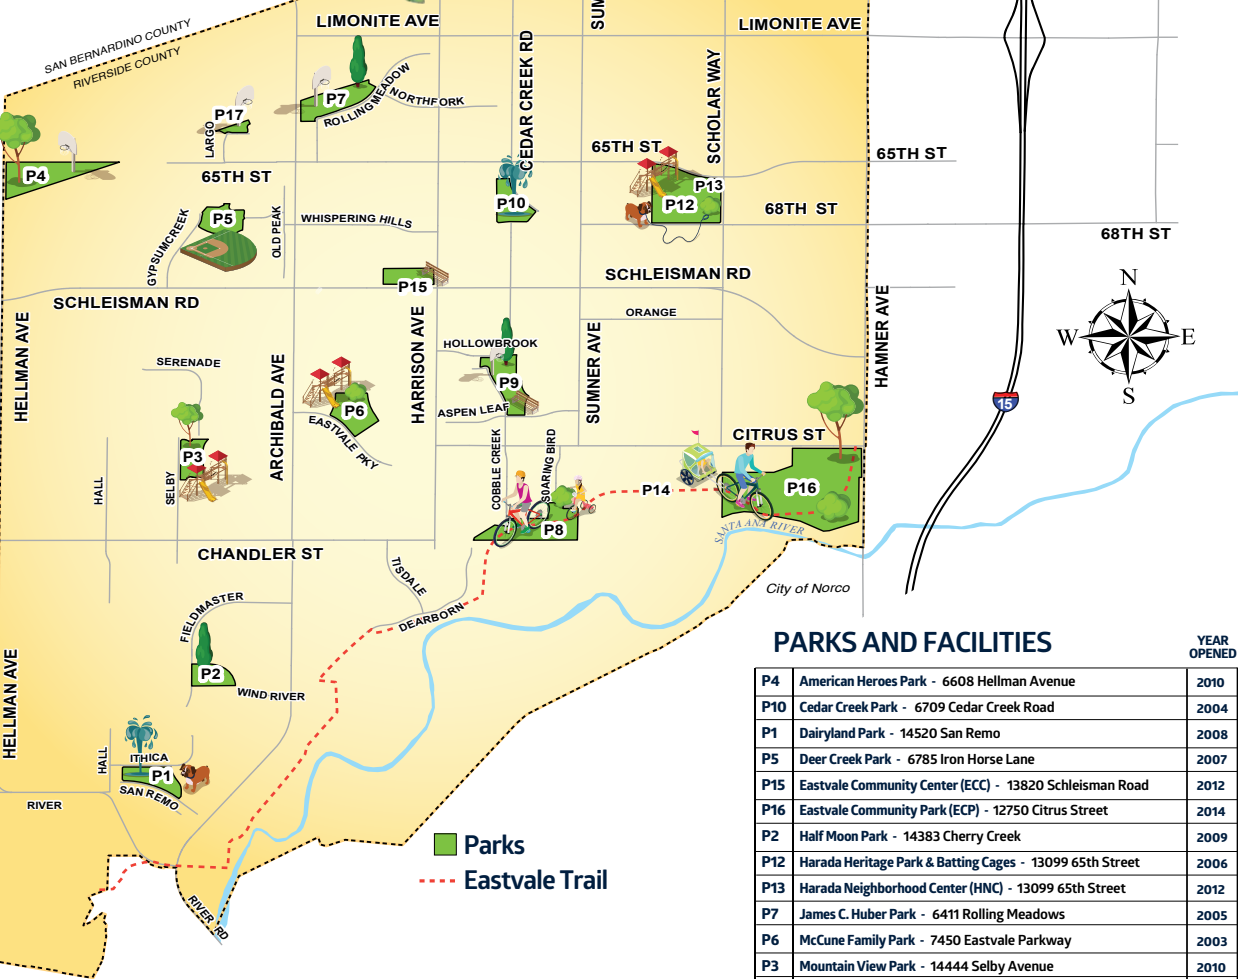 LIMONITE AVE
SUM
LIMONITE AVE
SAN BERNARDINO COUNTY
RIVERSIDE COUNTY
CEDAR CREEK RD
SCHOLAR WAY
P7
ROLLING MEADOW
NORTHFORK
P17
LARGO
P4
65TH ST
65TH ST
65TH ST
P10
P13
P12
68TH ST
68TH ST
P5
GYPSUMCREEK
OLD PEAK
WHISPERING HILLS
P15
SCHLEISMAN RD
SCHLEISMAN RD
ORANGE
HAMNER AVE
N
W
E
S
HELLMAN AVE
SERENADE
ARCHIBALD AVE
HARRISON AVE
HOLLOWBROOK
P9
ASPEN LEAF
SUMNER AVE
P6
EASTVALE PKY
15
CITRUS ST
P3
SELBY
HALL
COBBLE CREEK
SOARING BIRD
P14
P16
P8
SANTA ANA RIVER
CHANDLER ST
TISDALE
DEARBORN
City of Norco
FIELDMASTER
P2
WIND RIVER
HELLMAN AVE
HALL
ITHICA
P1
SAN REMO
RIVER
RIVER RD
Parks
Eastvale Trail
PARKS AND FACILITIES
YEAR
OPENED
P4 American Heroes Park - 6608 Hellman Avenue 2010
P10 Cedar Creek Park - 6709 Cedar Creek Road 2004
P1 Dairyland Park - 14520 San Remo 2008
P5 Deer Creek Park - 6785 Iron Horse Lane 2007
P15 Eastvale Community Center (ECC) - 13820 Schleisman Road 2012
P16 Eastvale Community Park (ECP) - 12750 Citrus Street 2014
P2 Half Moon Park - 14383 Cherry Creek 2009
P12 Harada Heritage Park & Batting Cages - 13099 65th Street 2006
P13 Harada Neighborhood Center (HNC) - 13099 65th Street 2012
P7 James C. Huber Park - 6411 Rolling Meadows 2005
P6 McCune Family Park - 7450 Eastvale Parkway 2003
P3 Mountain View Park - 14444 Selby Avenue 2010